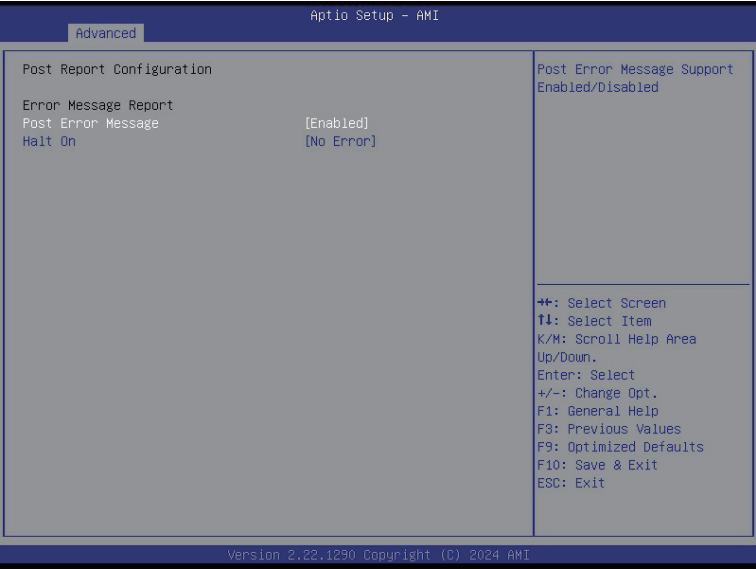 Aptio Setup – AMI
Advanced
Post Report Configuration
Error Message Report
Post Error Message [Enabled]
Halt On [No Error]
Post Error Message Support
Enabled/Disabled
→←: Select Screen
↑↓: Select Item
K/M: Scroll Help Area
Up/Down.
Enter: Select
+/-: Change Opt.
F1: General Help
F3: Previous Values
F9: Optimized Defaults
F10: Save & Exit
ESC: Exit
Version 2.22.1290 Copyright (C) 2024 AMI